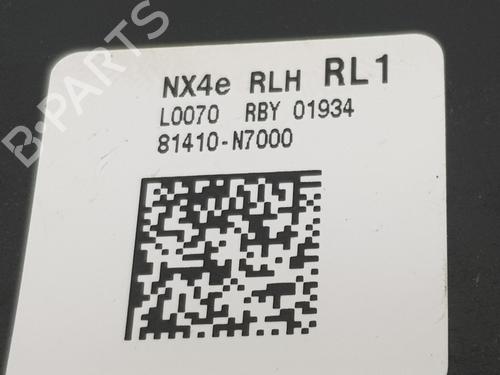 NX4e RLH RL1
L0070 RBY 01934
81410-N7000
B-PARTS